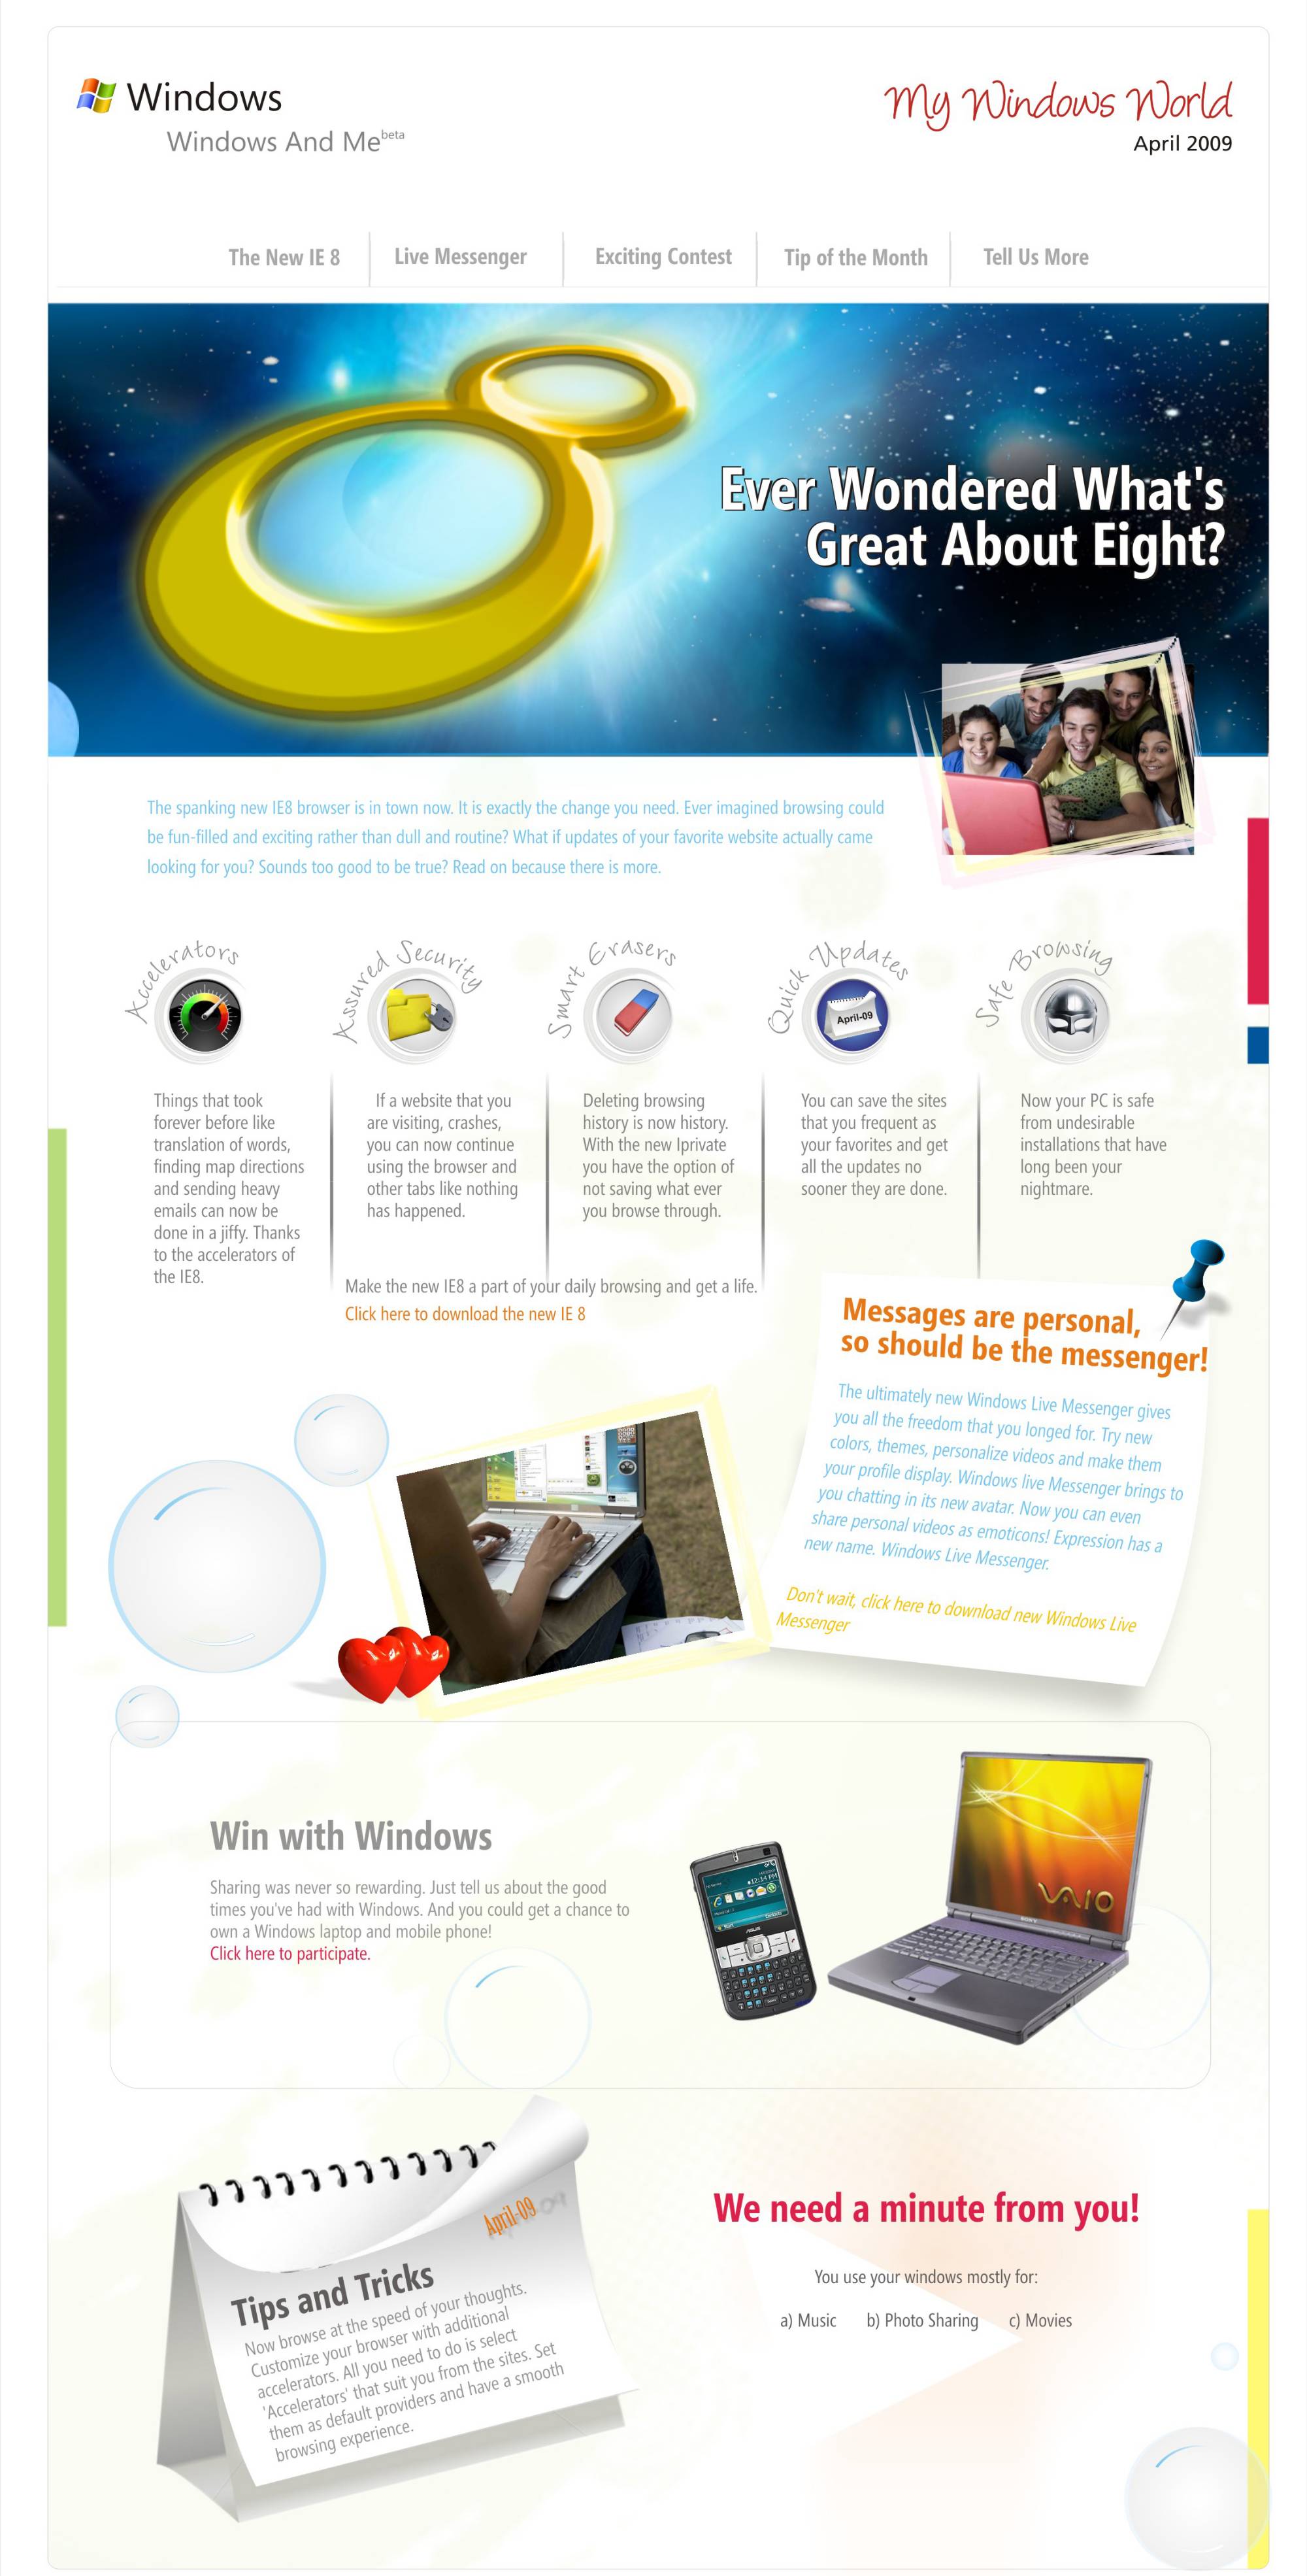 Windows
Windows And Me beta
My Windows World
April 2009
The New IE 8
Live Messenger
Exciting Contest
Tip of the Month
Tell Us More
Ever Wondered What's
Great About Eight?
The spanking new IE8 browser is in town now. It is exactly the change you need. Ever imagined browsing could
be fun-filled and exciting rather than dull and routine? What if updates of your favorite website actually came
looking for you? Sounds too good to be true? Read on because there is more.
Accelerators
Things that took
forever before like
translation of words,
finding map directions
and sending heavy
emails can now be
done in a jiffy. Thanks
to the accelerators of
the IE8.
Assured Security
If a website that you
are visiting, crashes,
you can now continue
using the browser and
other tabs like nothing
has happened.
Smart Erasers
Deleting browsing
history is now history.
With the new Iprivate
you have the option of
not saving what ever
you browse through.
Quick Updates
April-09
You can save the sites
that you frequent as
your favorites and get
all the updates no
sooner they are done.
Safe Browsing
Now your PC is safe
from undesirable
installations that have
long been your
nightmare.
Make the new IE8 a part of your daily browsing and get a life.
Click here to download the new IE 8
Messages are personal,
so should be the messenger!
The ultimately new Windows Live Messenger gives
you all the freedom that you longed for. Try new
colors, themes, personalize videos and make them
your profile display. Windows live Messenger brings to
you chatting in its new avatar. Now you can even
share personal videos as emoticons! Expression has a
new name. Windows Live Messenger.
Don't wait, click here to download new Windows Live
Messenger
Win with Windows
Sharing was never so rewarding. Just tell us about the good
times you've had with Windows. And you could get a chance to
own a Windows laptop and mobile phone!
Click here to participate.
12:14 PM
ASUS
VAIO
SONY
April-09
Tips and Tricks
Now browse at the speed of your thoughts.
Customize your browser with additional
accelerators. All you need to do is select
'Accelerators' that suit you from the sites. Set
them as default providers and have a smooth
browsing experience.
We need a minute from you!
You use your windows mostly for:
a) Music b) Photo Sharing c) Movies